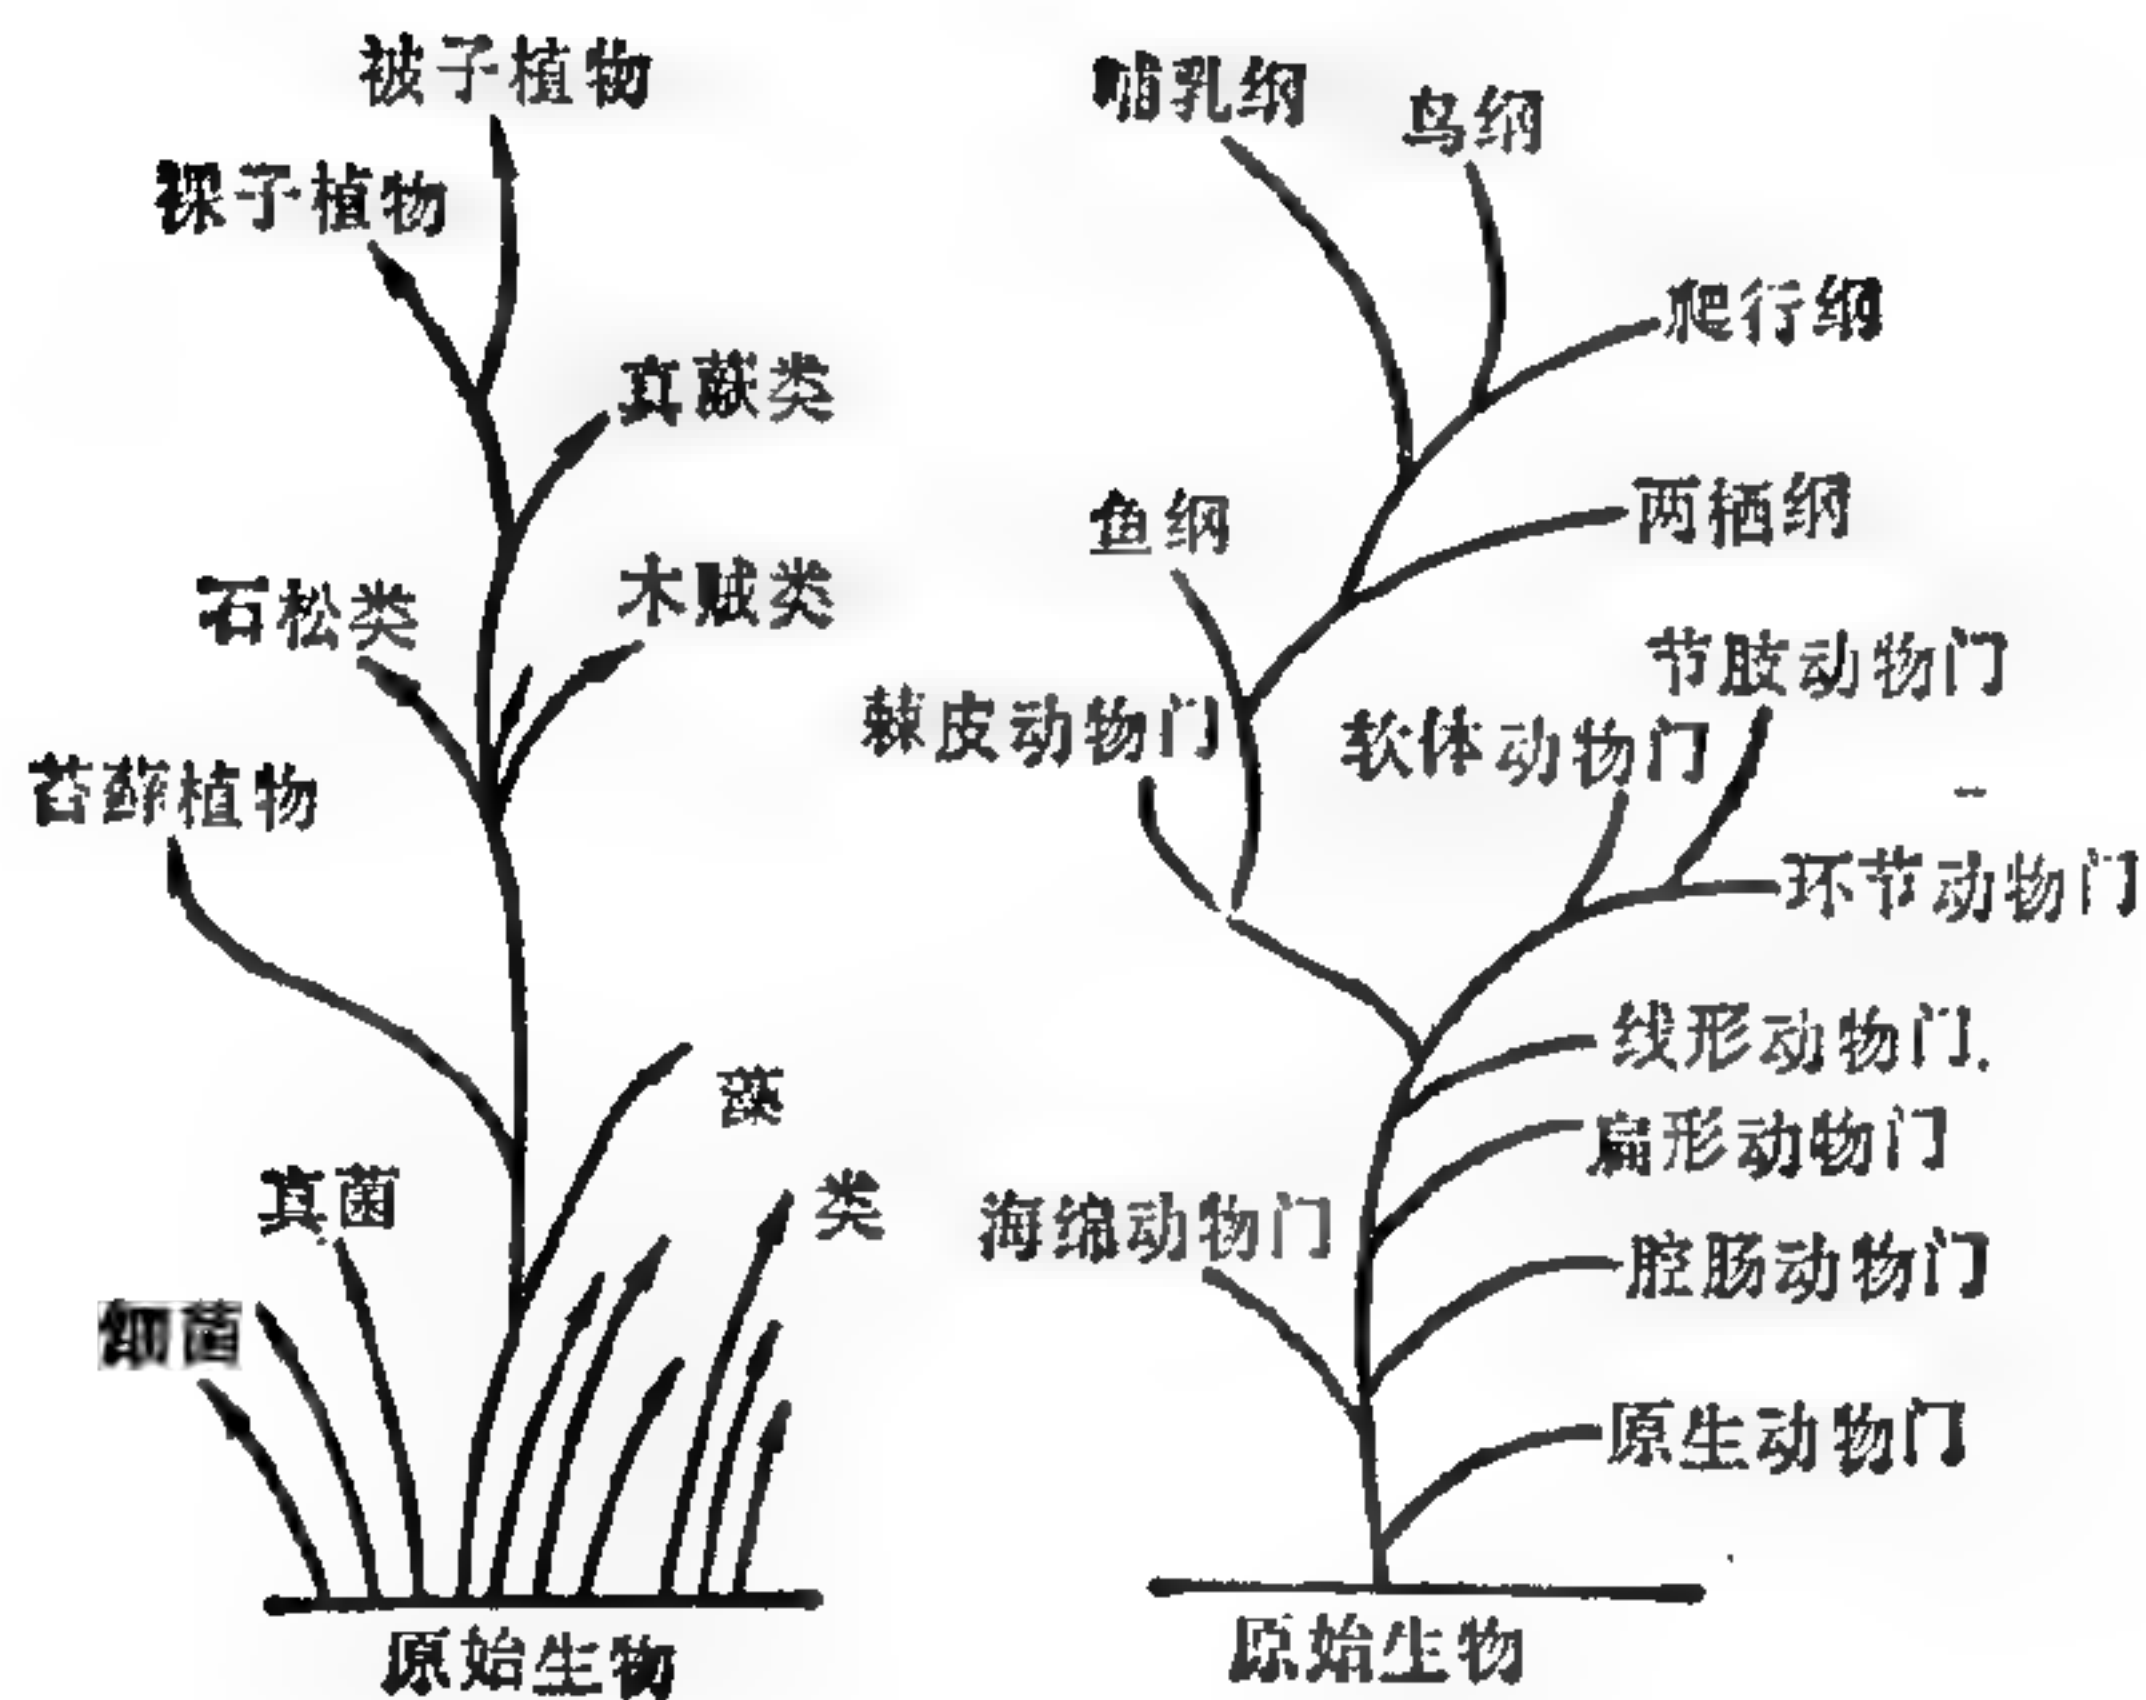 被子植物
裸子植物
真蕨类
石松类
木贼类
苔藓植物
藻
类
真菌
细菌
原始生物
哺乳纲
鸟纲
爬行纲
鱼纲
两栖纲
节肢动物门
棘皮动物门
软体动物门
环节动物门
线形动物门
扁形动物门
海绵动物门
腔肠动物门
原生动物门
原始生物